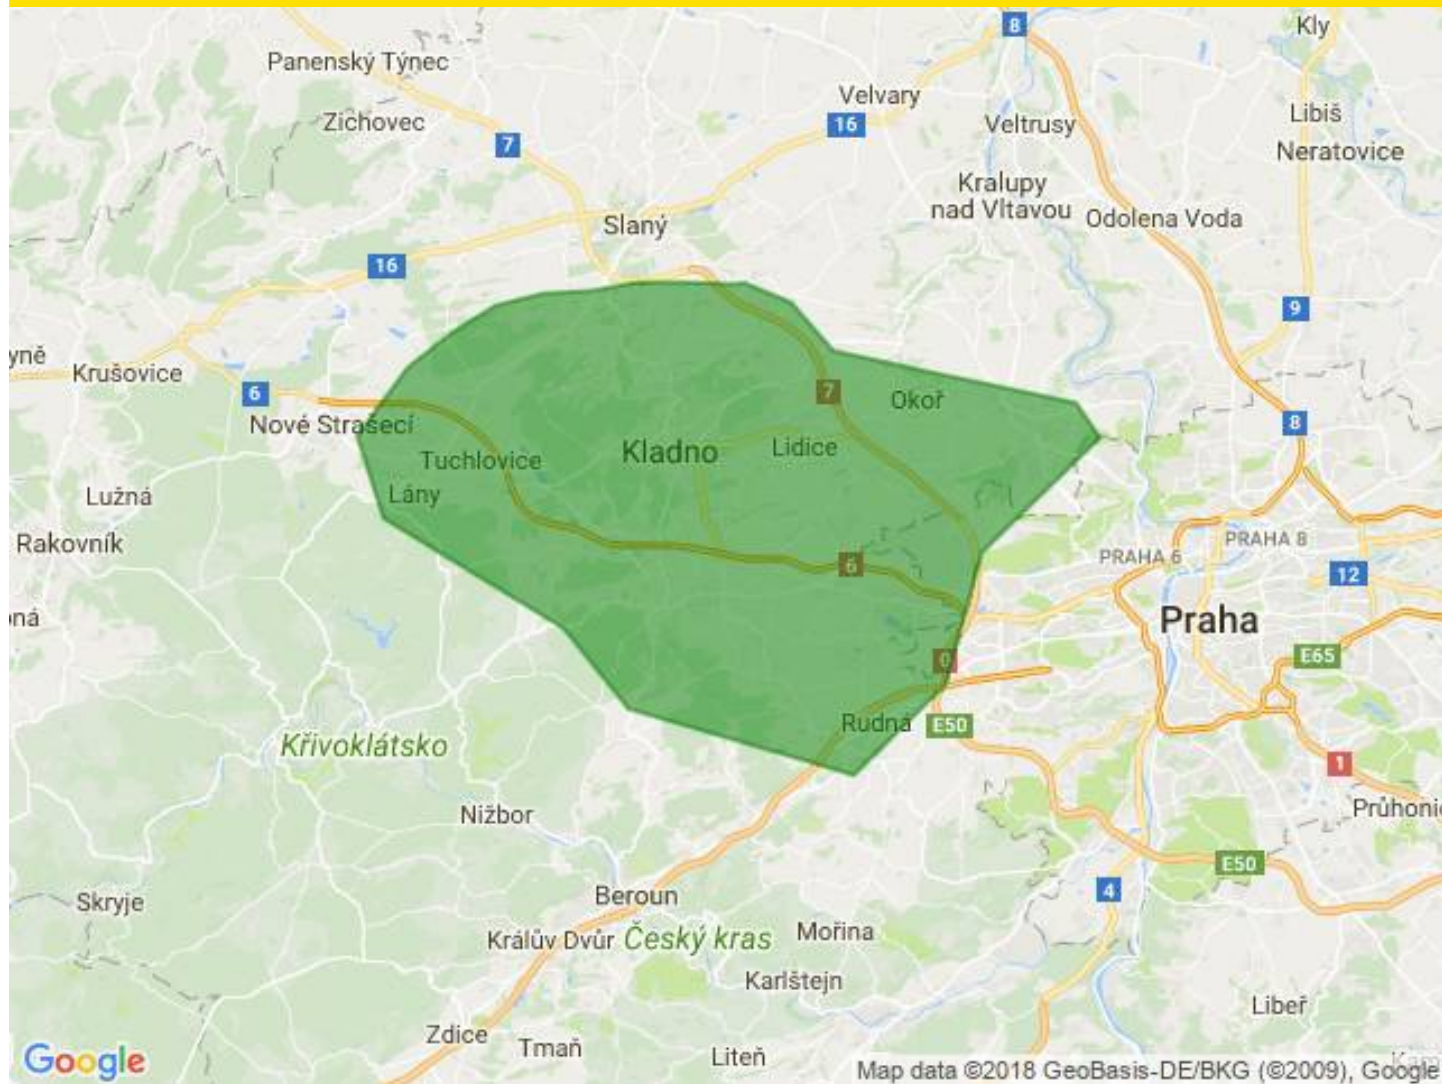 8
Kly
Panenský Týnec
Velvary
Zichovec
16
Veltrusy
Libiš
7
Neratovice
Kralupy
nad Vltavou
Slaný
Odolena Voda
16
9
yně
Krušovice
6
7
Okoř
Nové Strašecí
8
Kladno
Lidice
Tuchlovice
Lány
Lužná
Rakovník
PRAHA 8
PRAHA 6
6
12
ná
Praha
0
E65
Rudná
E50
Křivoklátsko
1
Nižbor
Průhonic
E50
4
Skryje
Beroun
Králův Dvůr
Český kras
Mořina
Karlštejn
Libeř
Zdice
Tmaň
Liteň
Google
Map data ©2018 GeoBasis-DE/BKG (©2009), Google